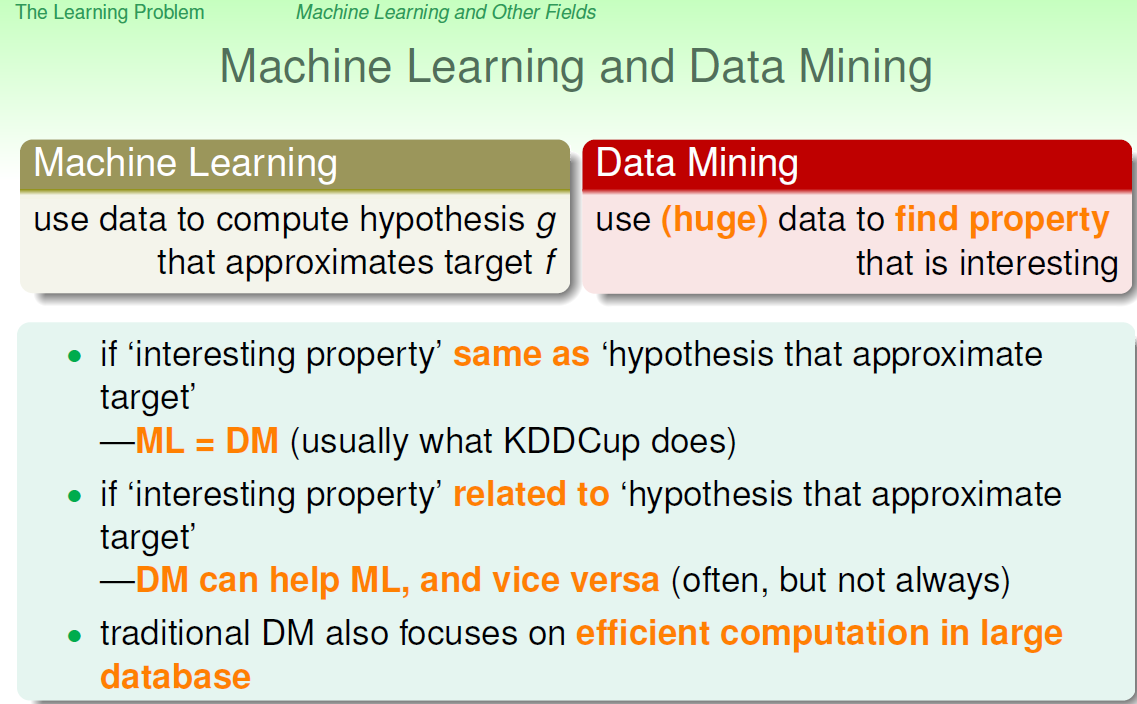 The Learning Problem
Machine Learning and Other Fields
Machine Learning and Data Mining
Machine Learning
use data to compute hypothesis g
that approximates target f
Data Mining
use (huge) data to find property
that is interesting
• if ‘interesting property’ same as ‘hypothesis that approximate
target’
—ML = DM (usually what KDDCup does)
• if ‘interesting property’ related to ‘hypothesis that approximate
target’
—DM can help ML, and vice versa (often, but not always)
• traditional DM also focuses on efficient computation in large
database